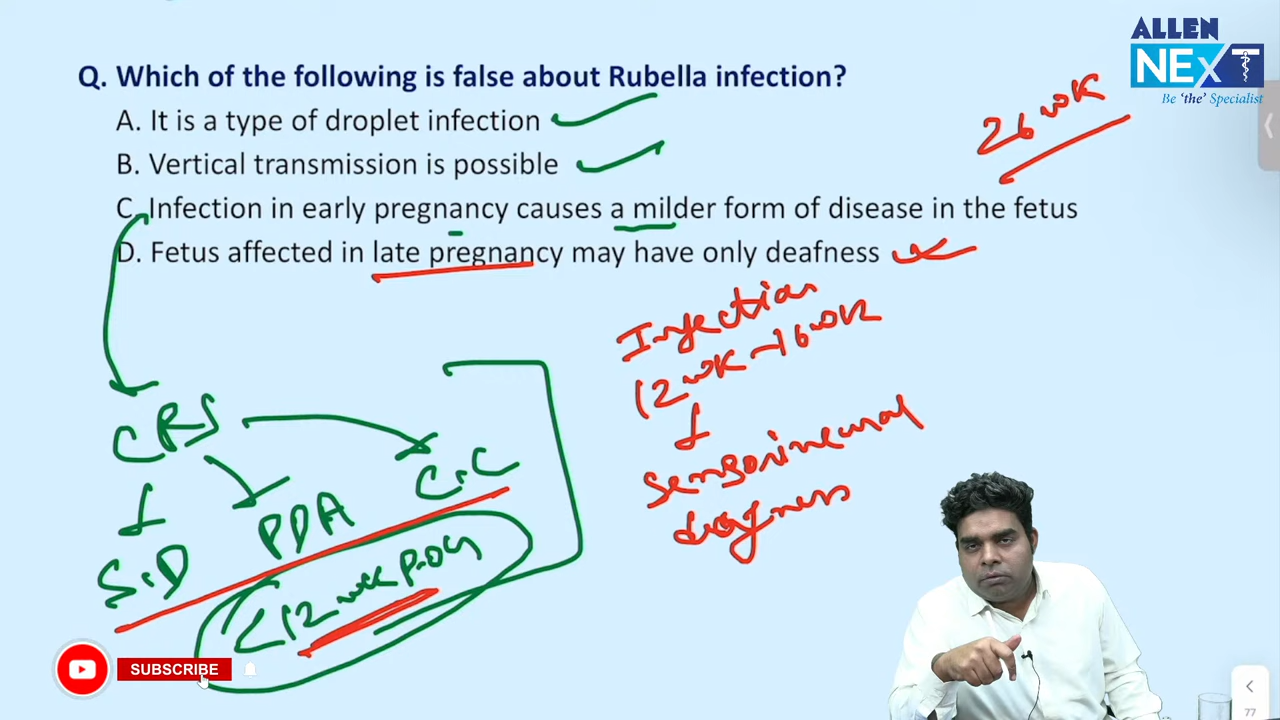 ALLEN
NEXT
Be 'the' Specialist
Q. Which of the following is false about Rubella infection?
A. It is a type of droplet infection
B. Vertical transmission is possible
C. Infection in early pregnancy causes a milder form of disease in the fetus
D. Fetus affected in late pregnancy may have only deafness
26 wk
Infection
12 wk - 16 wk
Sensorineural
deafness
CRS
C.C
PDA
S.D
<12 week P.O.G
SUBSCRIBE
77